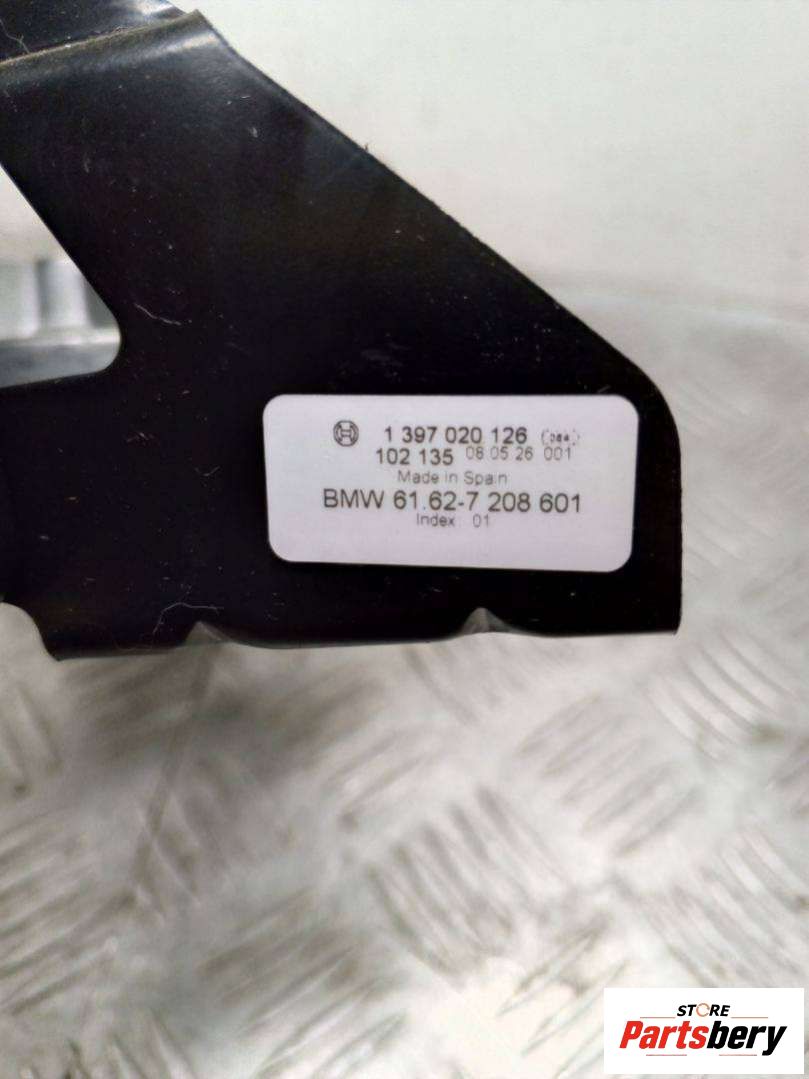 1 397 020 126
102 135 08 05 26 001
Made in Spain
BMW 61.62-7 208 601
Index: 01
STORE
Partsbery